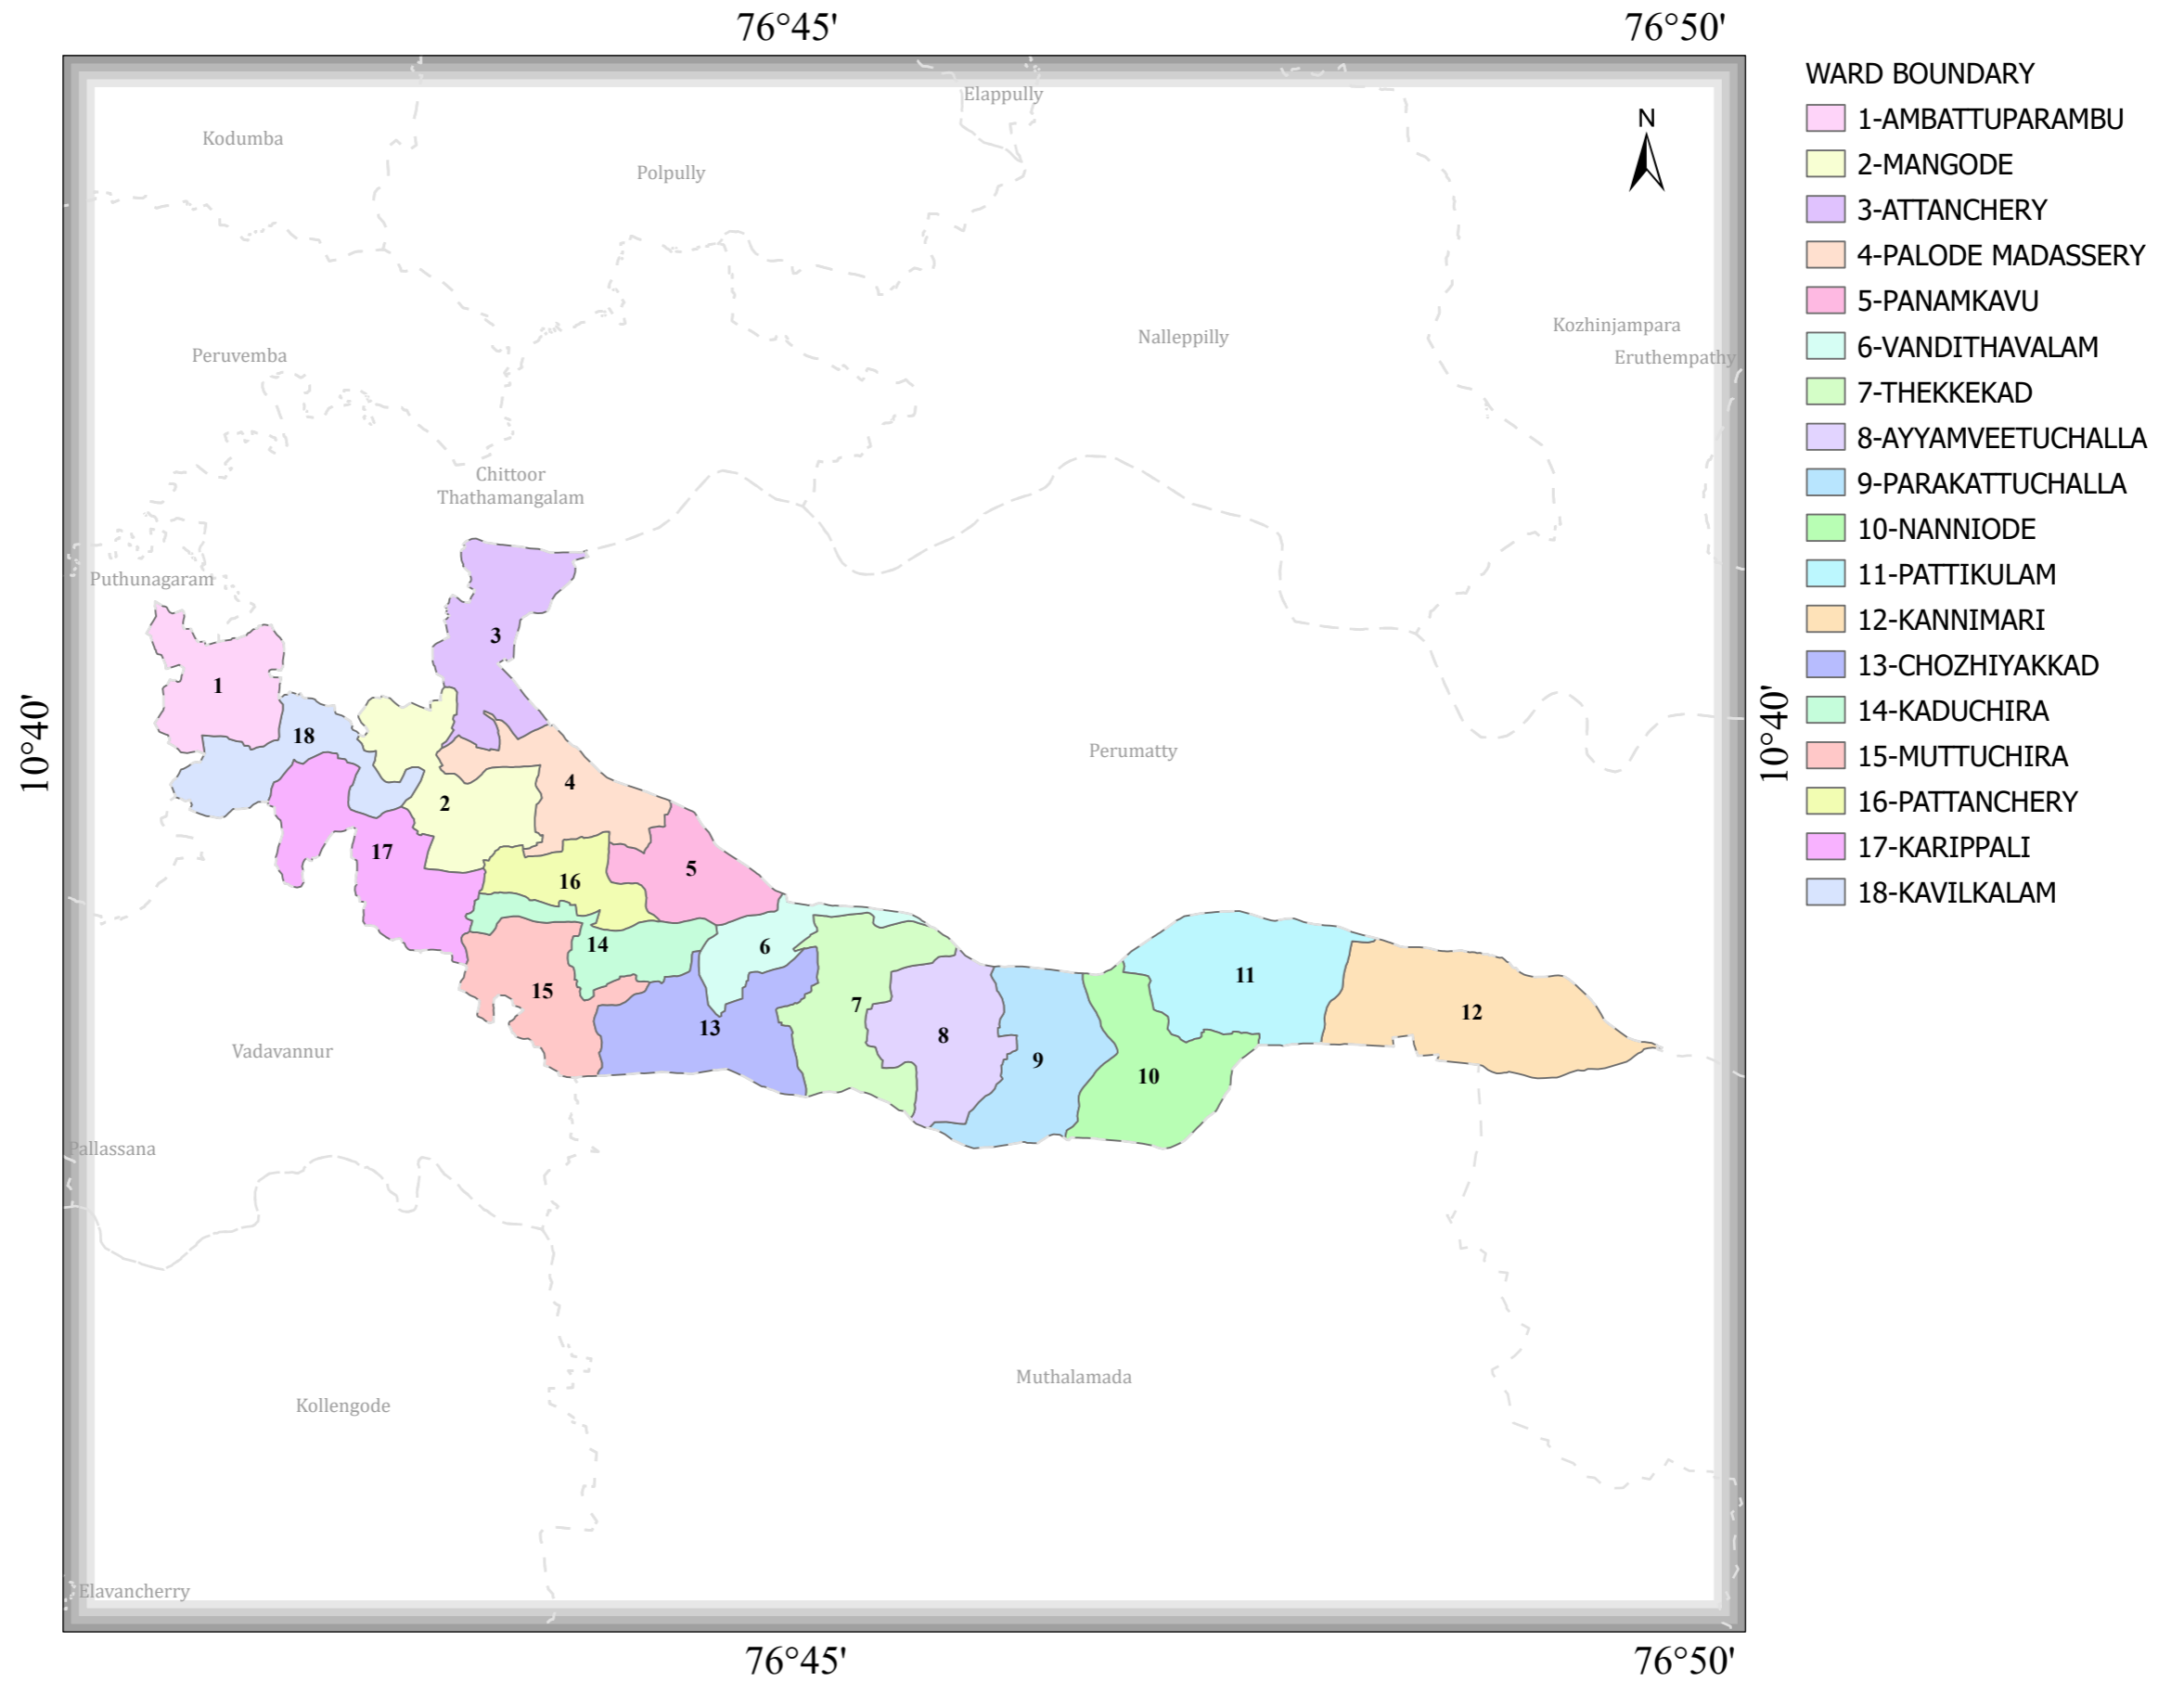 76°45'
76°50'
WARD BOUNDARY
1-AMBATTUPARAMBU
2-MANGODE
3-ATTANCHERY
4-PALODE MADASSERY
5-PANAMKAVU
6-VANDITHAVALAM
7-THEKKEKAD
8-AYYAMVEETUCHALLA
9-PARAKATTUCHALLA
10-NANNIODE
11-PATTIKULAM
12-KANNIMARI
13-CHOZHIYAKKAD
14-KADUCHIRA
15-MUTTUCHIRA
16-PATTANCHERY
17-KARIPPALI
18-KAVILKALAM
N
Elappully
Kodumba
Polpully
Kozhinjampara
Nalleppilly
Peruvemba
Eruthempathy
Chittoor
Thathamangalam
Puthunagaram
3
1
18
10°40'
10°40'
Perumatty
4
2
17
5
16
14
6
11
15
7
12
13
8
9
10
Vadavannur
Pallassana
Muthalamada
Kollengode
Elavancherry
76°45'
76°50'